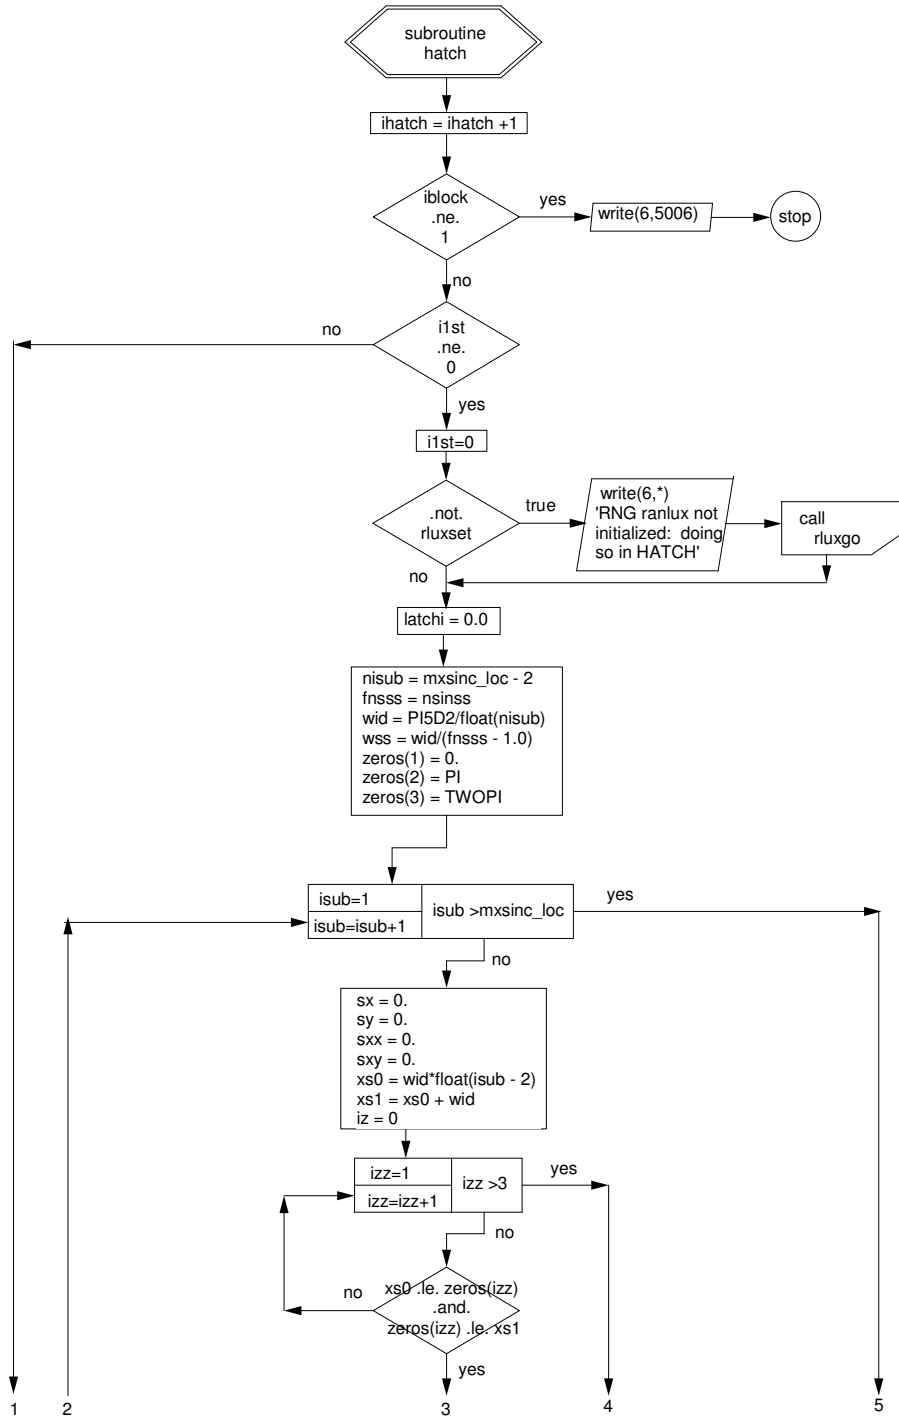 subroutine
hatch
ihatch = ihatch +1
iblock
.ne.
1
yes
write(6,5006)
stop
no
i1st
.ne.
0
no
yes
i1st=0
.not.
rluxset
true
write(6,*)
'RNG ranlux not
initialized:  doing
so in HATCH'
call
rluxgo
no
latchi = 0.0
nisub = mxsinc_loc - 2
fnsss = nsinss
wid = PI5D2/float(nisub)
wss = wid/(fnsss - 1.0)
zeros(1) = 0.
zeros(2) = PI
zeros(3) = TWOPI
isub=1
isub=isub+1
isub >mxsinc_loc
yes
no
sx = 0.
sy = 0.
sxx = 0.
sxy = 0.
xs0 = wid*float(isub - 2)
xs1 = xs0 + wid
iz = 0
izz=1
izz=izz+1
izz >3
yes
no
xs0 .le. zeros(izz)
.and.
zeros(izz) .le. xs1
no
yes
1
2
3
4
5